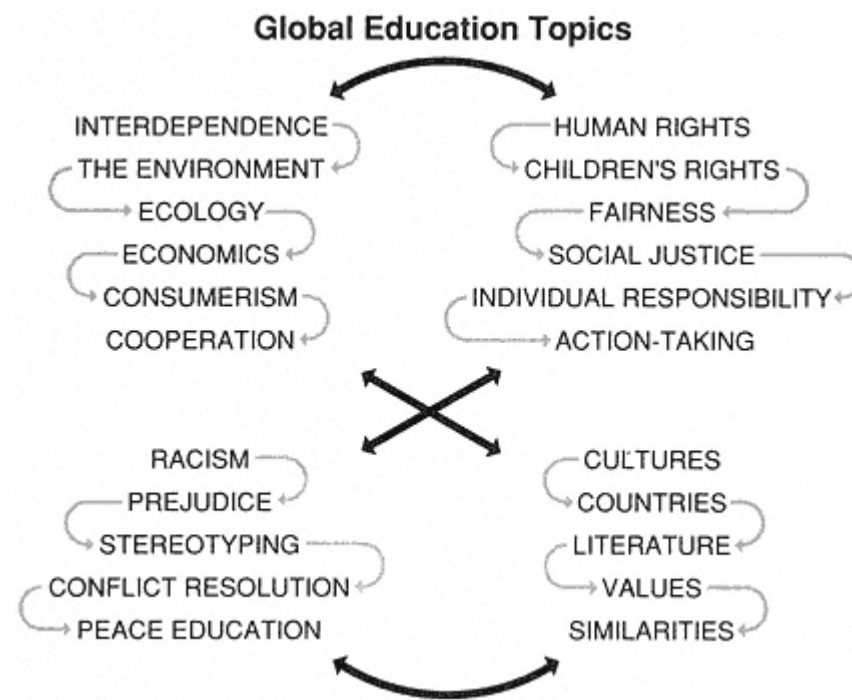 Global Education Topics
INTERDEPENDENCE
THE ENVIRONMENT
ECOLOGY
ECONOMICS
CONSUMERISM
COOPERATION
HUMAN RIGHTS
CHILDREN'S RIGHTS
FAIRNESS
SOCIAL JUSTICE
INDIVIDUAL RESPONSIBILITY
ACTION-TAKING
RACISM
PREJUDICE
STEREOTYPING
CONFLICT RESOLUTION
PEACE EDUCATION
CULTURES
COUNTRIES
LITERATURE
VALUES
SIMILARITIES